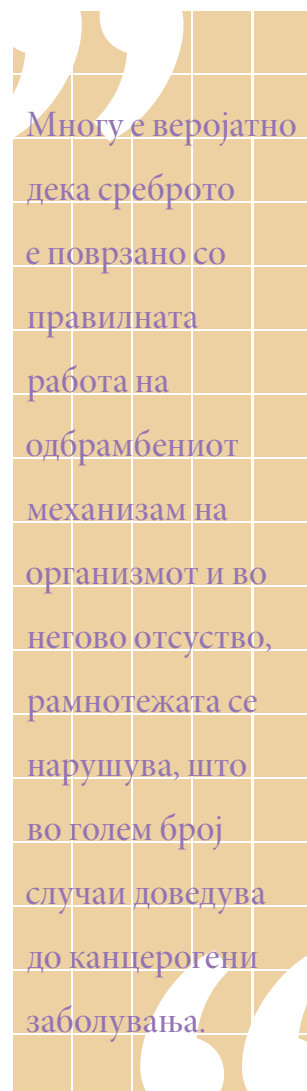 Многу е веројатно
дека среброто
е поврзано со
правилната
работа на
одбрамбениот
механизам на
организмот и во
негово отсуство,
рамнотежата се
нарушува, што
во голем број
случаи доведува
до канцерогени
заболувања.